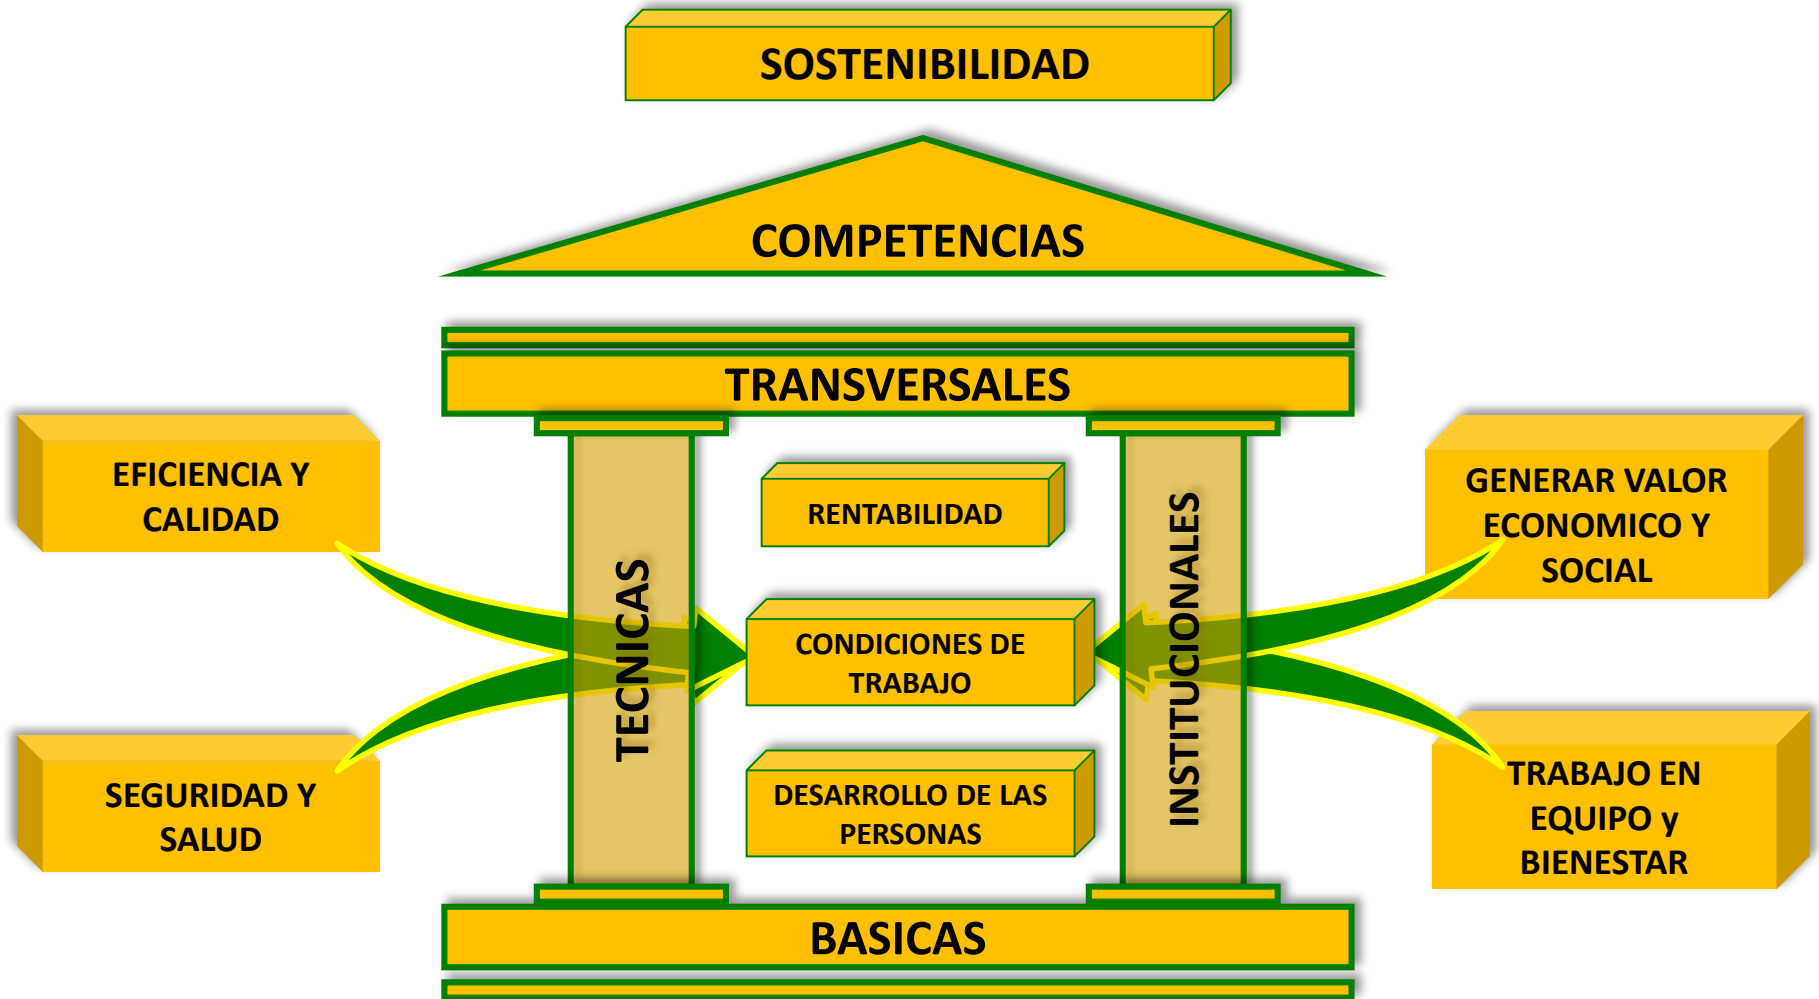 SOSTENIBILIDAD
COMPETENCIAS
TRANSVERSALES
EFICIENCIA Y
CALIDAD
SEGURIDAD Y
SALUD
TECNICAS
RENTABILIDAD
CONDICIONES DE
TRABAJO
DESARROLLO DE LAS
PERSONAS
INSTITUCIONALES
GENERAR VALOR
ECONOMICO Y
SOCIAL
TRABAJO EN
EQUIPO y
BIENESTAR
BASICAS